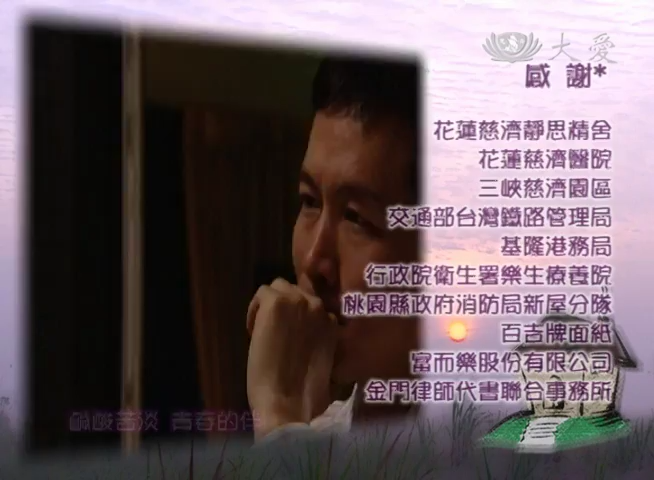 大愛
感謝*
花蓮慈濟靜思精舍
花蓮慈濟醫院
三峽慈濟園區
交通部台灣鐵路管理局
基隆港務局
行政院衛生署樂生療養院
桃園縣政府消防局新屋分隊
百吉牌面紙
富而樂股份有限公司
金門律師代書聯合事務所
鹹酸苦淡 青春的伴